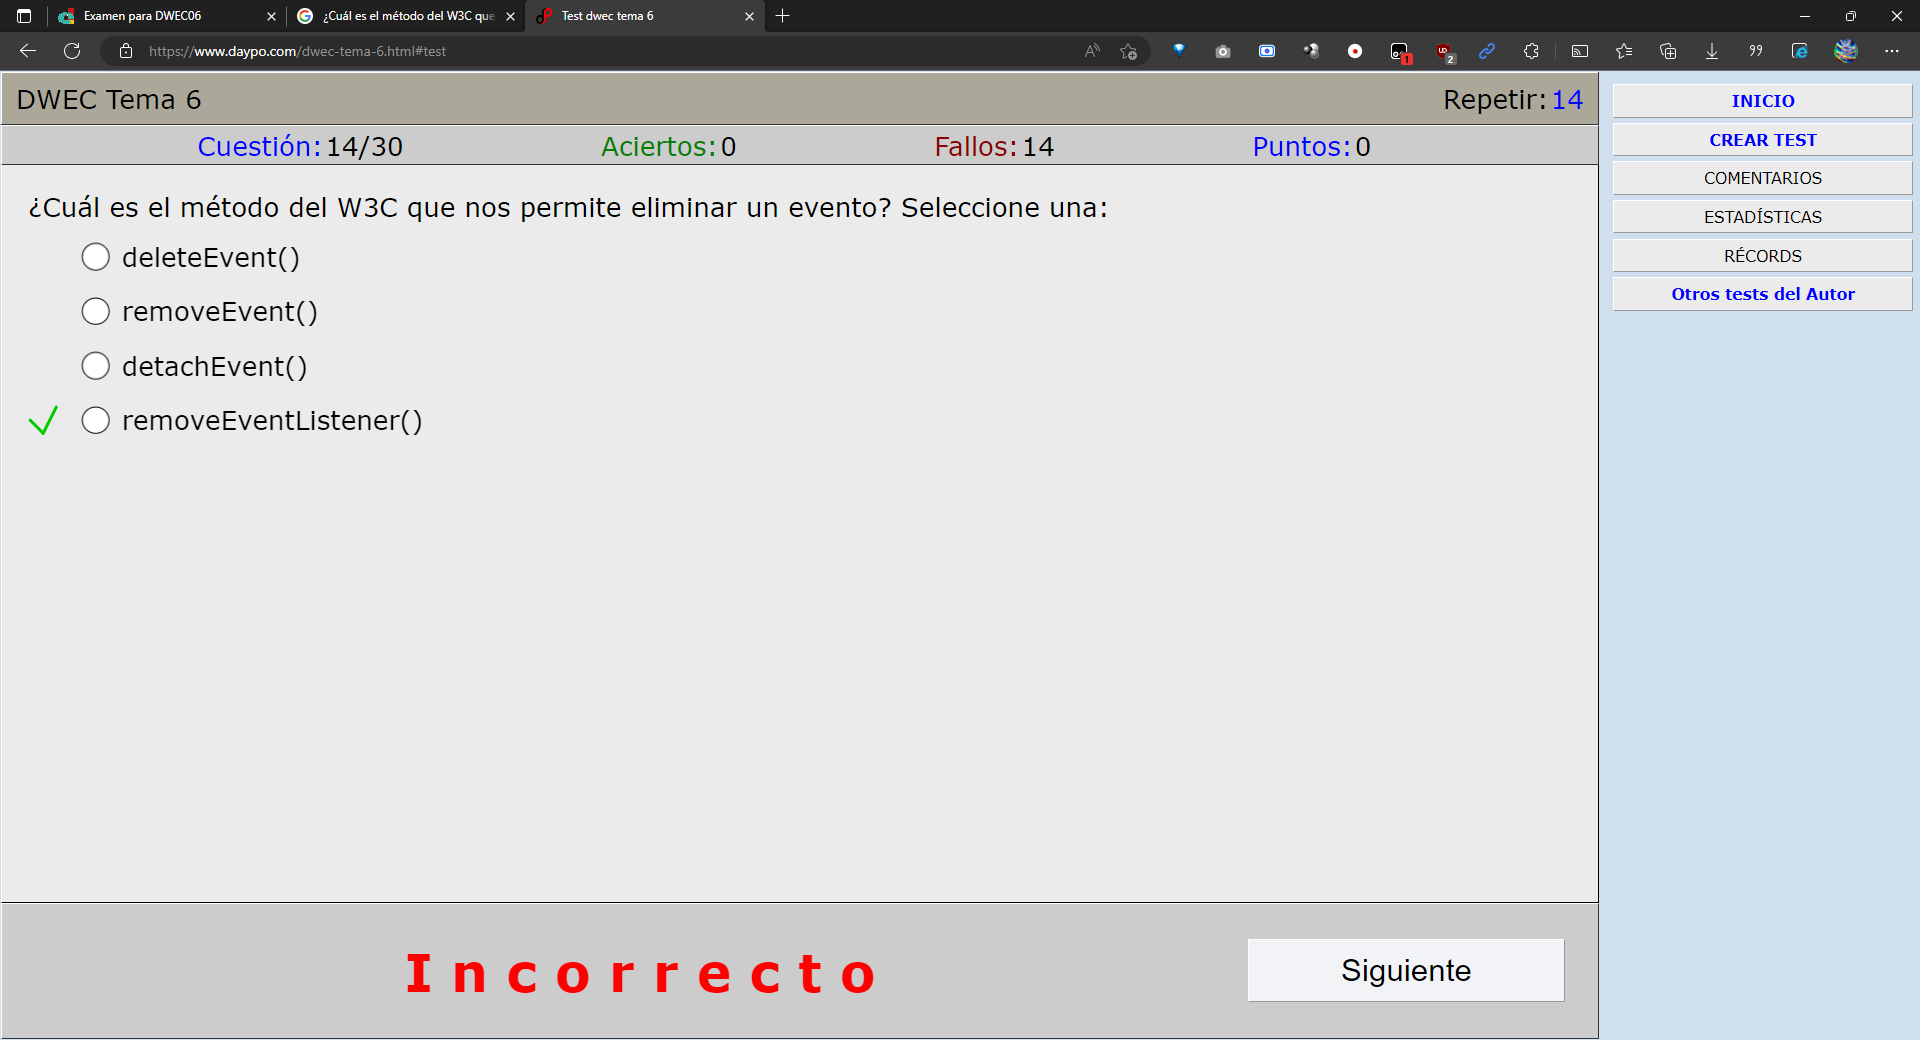 Examen para DWEC06
¿Cuál es el método del W3C que
Test dwec tema 6
https://www.daypo.com/dwec-tema-6.html#test
DWEC Tema 6
Repetir: 14
Cuestión: 14/30
Aciertos: 0
Fallos: 14
Puntos: 0
¿Cuál es el método del W3C que nos permite eliminar un evento? Seleccione una:
deleteEvent()
removeEvent()
detachEvent()
removeEventListener()
Incorrecto
Siguiente
INICIO
CREAR TEST
COMENTARIOS
ESTADÍSTICAS
RÉCORDS
Otros tests del Autor